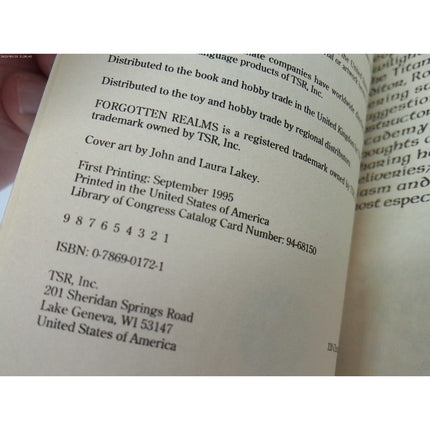 companies have worldwide
language products of TSR, Inc.
Distributed to the book and hobby trade in the United Kingdom
Distributed to the toy and hobby trade by regional distributors
FORGOTTEN REALMS is a registered trademark owned by
trademark owned by TSR, Inc.
Cover art by John and Laura Lakey.
First Printing: September 1995
Printed in the United States of America
Library of Congress Catalog Card Number: 94-68150
9 8 7 6 5 4 3 2 1
ISBN: 0-7869-0172-1
TSR, Inc.
201 Sheridan Springs Road
Lake Geneva, WI 53147
United States of America